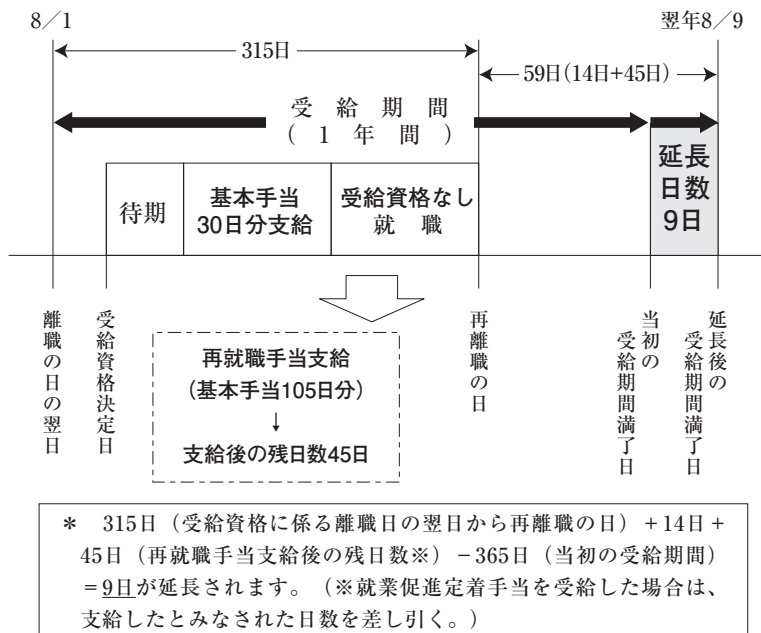 8／1
翌年8／9
315日
59日(14日+45日)
受給期間
（1年間）
延長
日数
9日
待期
基本手当
30日分支給
受給資格なし
就職
離職の日の翌日
受給資格決定日
再就職手当支給
(基本手当105日分)
↓
支給後の残日数45日
再離職の日
当初の
受給期間満了日
延長後の
受給期間満了日
＊　315日（受給資格に係る離職日の翌日から再離職の日）+14日+
45日（再就職手当支給後の残日数※）−365日（当初の受給期間）
=9日が延長されます。（※就業促進定着手当を受給した場合は、
支給したとみなされた日数を差し引く。）